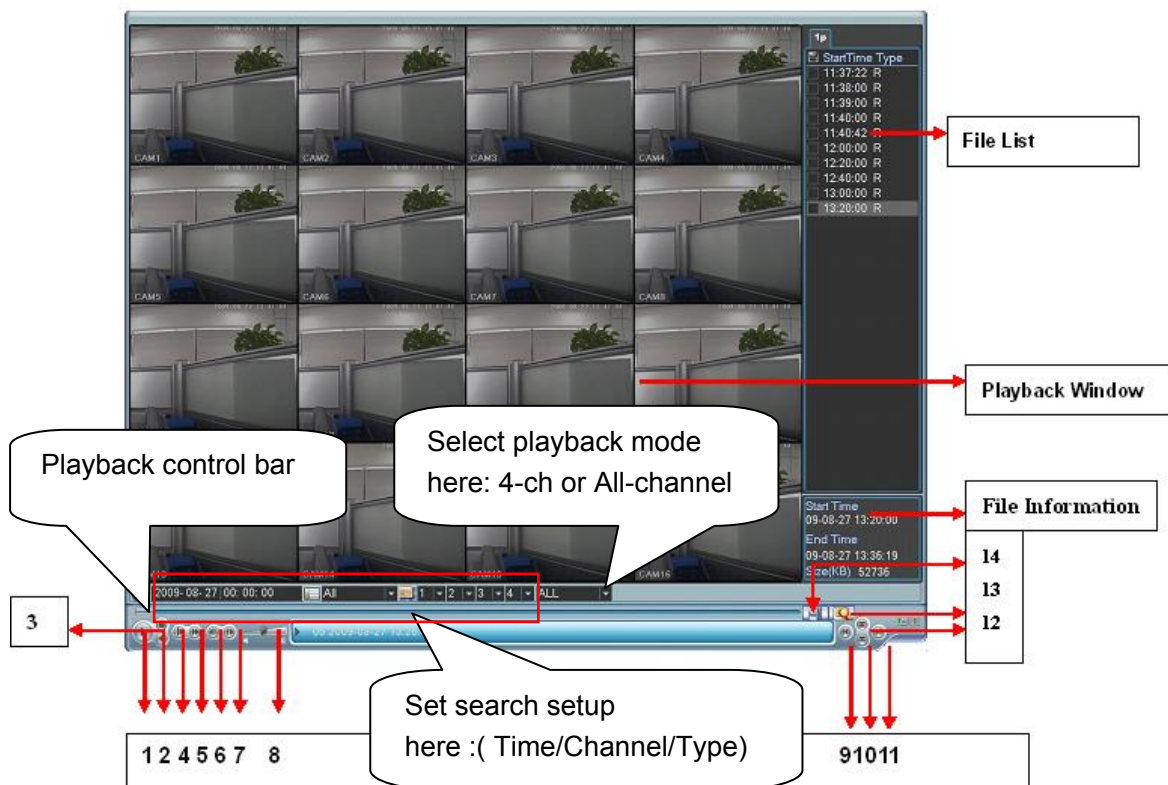 1p
StartTime Type
11:37:22 R
11:38:00 R
11:39:00 R
11:40:00 R
11:40:42 R
12:00:00 R
12:20:00 R
12:40:00 R
13:00:00 R
13:20:00 R
File List
CAM1 CAM2 CAM3 CAM4
CAM5 CAM6 CAM7 CAM8
Playback Window
Playback control bar
Select playback mode
here: 4-ch or All-channel
Start Time
09-08-27 13:20:00
End Time
09-08-27 13:36:19
Size(KB) 52736
File Information
14
13
12
CAM16
2009-08-27 00:00:00 All 1 2 3 4 ALL
3
Set search setup
here :( Time/Channel/Type)
1 2 4 5 6 7 8
91011